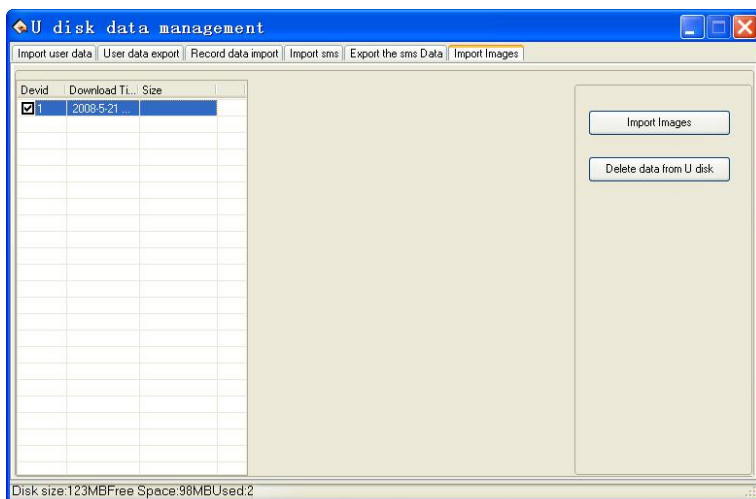 U disk data management
Import user data User data export Record data import Import sms Export the sms Data Import Images
Devid Download Ti... Size
1 2008-5-21 ...
Import Images
Delete data from U disk
Disk size:123MBFree Space:98MBUsed:2